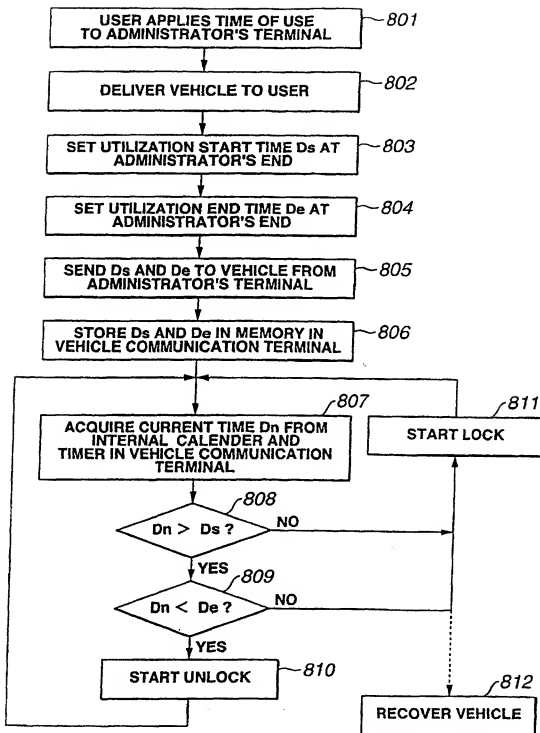 USER APPLIES TIME OF USE
TO ADMINISTRATOR'S TERMINAL
801
DELIVER VEHICLE TO USER
802
SET UTILIZATION START TIME Ds AT
ADMINISTRATOR'S END
803
SET UTILIZATION END TIME De AT
ADMINISTRATOR'S END
804
SEND Ds AND De TO VEHICLE FROM
ADMINISTRATOR'S TERMINAL
805
STORE Ds AND De IN MEMORY IN
VEHICLE COMMUNICATION TERMINAL
806
807
ACQUIRE CURRENT TIME Dn FROM
INTERNAL CALENDER AND
TIMER IN VEHICLE COMMUNICATION
TERMINAL
811
START LOCK
808
Dn > Ds ?
NO
YES
809
Dn < De ?
NO
YES
START UNLOCK
810
812
RECOVER VEHICLE